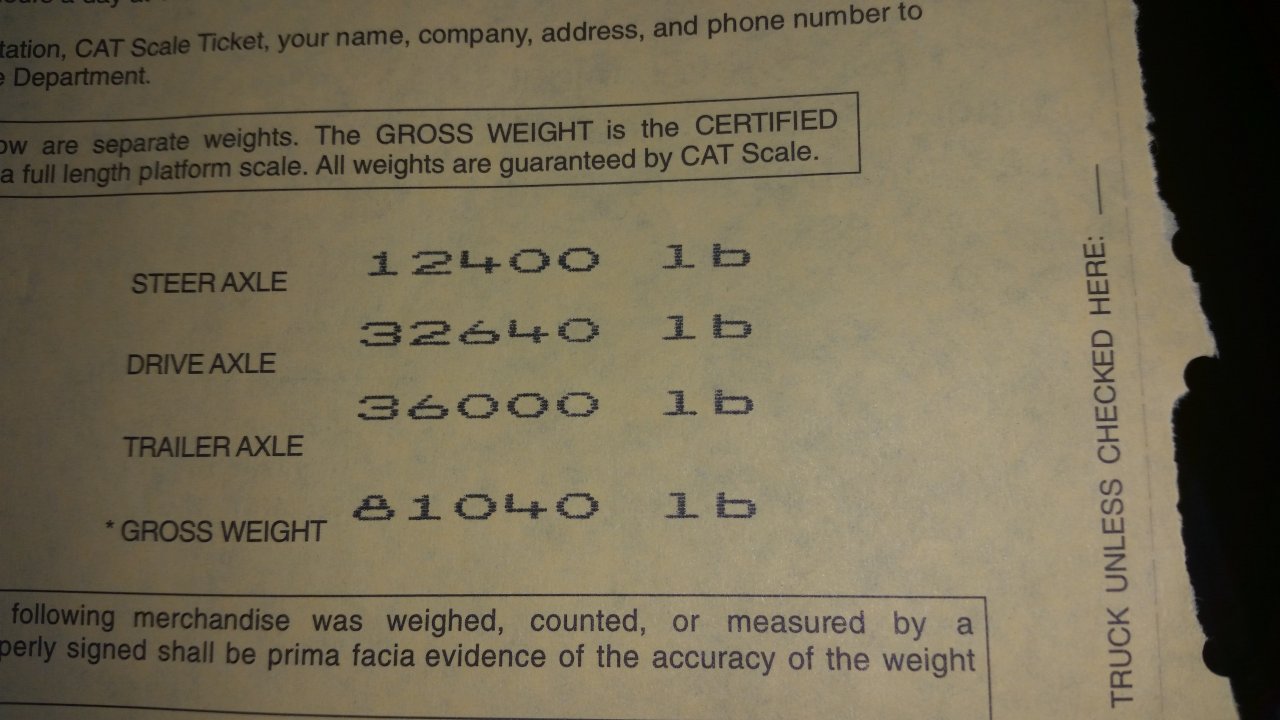 tation, CAT Scale Ticket, your name, company, address, and phone number to
e Department.
ow are separate weights. The GROSS WEIGHT is the CERTIFIED
a full length platform scale. All weights are guaranteed by CAT Scale.
STEER AXLE 12400 lb
DRIVE AXLE 32640 lb
TRAILER AXLE 36000 lb
* GROSS WEIGHT 81040 lb
following merchandise was weighed, counted, or measured by a
perly signed shall be prima facia evidence of the accuracy of the weight
TRUCK UNLESS CHECKED HERE: